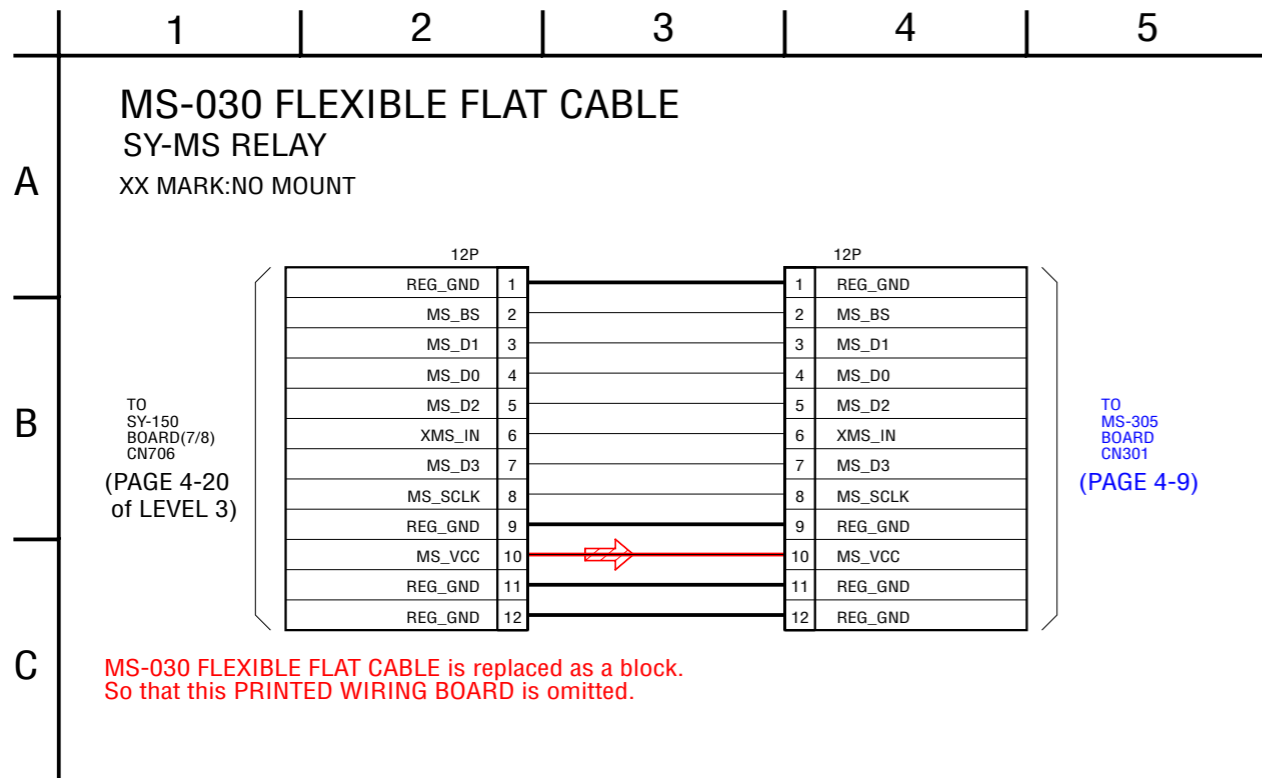 1 2 3 4 5
MS-030 FLEXIBLE FLAT CABLE
SY-MS RELAY
A
XX MARK:NO MOUNT
12P 12P
REG_GND 1 1 REG_GND
MS_BS 2 2 MS_BS
MS_D1 3 3 MS_D1
MS_D0 4 4 MS_D0
MS_D2 5 5 MS_D2
XMS_IN 6 6 XMS_IN
MS_D3 7 7 MS_D3
MS_SCLK 8 8 MS_SCLK
REG_GND 9 9 REG_GND
MS_VCC 10 10 MS_VCC
REG_GND 11 11 REG_GND
REG_GND 12 12 REG_GND
B
TO
SY-150
BOARD(7/8)
CN706
(PAGE 4-20
of LEVEL 3)
TO
MS-305
BOARD
CN301
(PAGE 4-9)
C
MS-030 FLEXIBLE FLAT CABLE is replaced as a block.
So that this PRINTED WIRING BOARD is omitted.